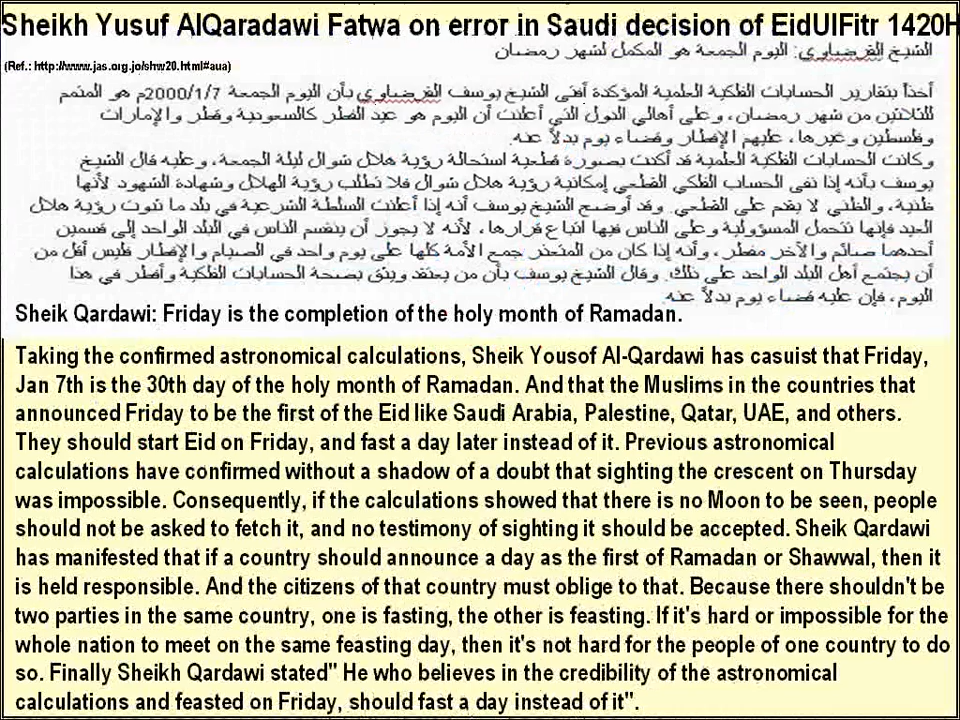 Sheikh Yusuf AlQaradawi Fatwa on error in Saudi decision of EidUlFitr 1420H
الشيخ القرضاوي: اليوم الجمعة هو المكمل لشهر رمضان
(Ref.: http://www.jas.org.jo/shw20.html#aua)
أخذاً بتقارير الحسابات الفلكية العلمية المؤكدة أفتى الشيخ يوسف القرضاوي بأن اليوم الجمعة 2000/1/7م هو المتمم
للثلاثين من شهر رمضان، وعلى أهالي الدول التي أعلنت أن اليوم هو عيد الفطر كالسعودية وقطر والإمارات
وفلسطين وغيرها، عليهم الإفطار وقضاء يوم بدلاً عنه.
وكانت الحسابات الفلكية العلمية قد أكدت بصورة قطعية استحالة رؤية هلال شوال ليلة الجمعة، وعليه قال الشيخ
يوسف بأنه إذا نفى الحساب الفلكي القطعي إمكانية رؤية هلال شوال فلا تطلب رؤية الهلال وشهادة الشهود لأنها
ظنية، والظني لا يقدم على القطعي. وقد أوضح الشيخ يوسف أنه إذا أعلنت السلطة الشرعية في بلد ما ثبوت رؤية هلال
العيد فإنها تتحمل المسؤولية وعلى الناس فيها اتباع قرارها، لأنه لا يجوز أن ينقسم الناس في البلد الواحد إلى قسمين
أحدهما صائم والآخر مفطر، وأنه إذا كان من المتعذر جمع الأمة كلها على يوم واحد في الصيام والإفطار فليس أقل من
أن يجتمع أهل البلد الواحد على ذلك. وقال الشيخ يوسف بأن من يعتقد ويثق بصحة الحسابات الفلكية وأفطر في هذا
اليوم، فإن عليه قضاء يوم بدلاً عنه.
Sheik Qardawi: Friday is the completion of the holy month of Ramadan.
Taking the confirmed astronomical calculations, Sheik Yousof Al-Qardawi has casuist that Friday,
Jan 7th is the 30th day of the holy month of Ramadan. And that the Muslims in the countries that
announced Friday to be the first of the Eid like Saudi Arabia, Palestine, Qatar, UAE, and others.
They should start Eid on Friday, and fast a day later instead of it. Previous astronomical
calculations have confirmed without a shadow of a doubt that sighting the crescent on Thursday
was impossible. Consequently, if the calculations showed that there is no Moon to be seen, people
should not be asked to fetch it, and no testimony of sighting it should be accepted. Sheik Qardawi
has manifested that if a country should announce a day as the first of Ramadan or Shawwal, then it
is held responsible. And the citizens of that country must oblige to that. Because there shouldn't be
two parties in the same country, one is fasting, the other is feasting. If it's hard or impossible for the
whole nation to meet on the same feasting day, then it's not hard for the people of one country to do
so. Finally Sheikh Qardawi stated" He who believes in the credibility of the astronomical
calculations and feasted on Friday, should fast a day instead of it".